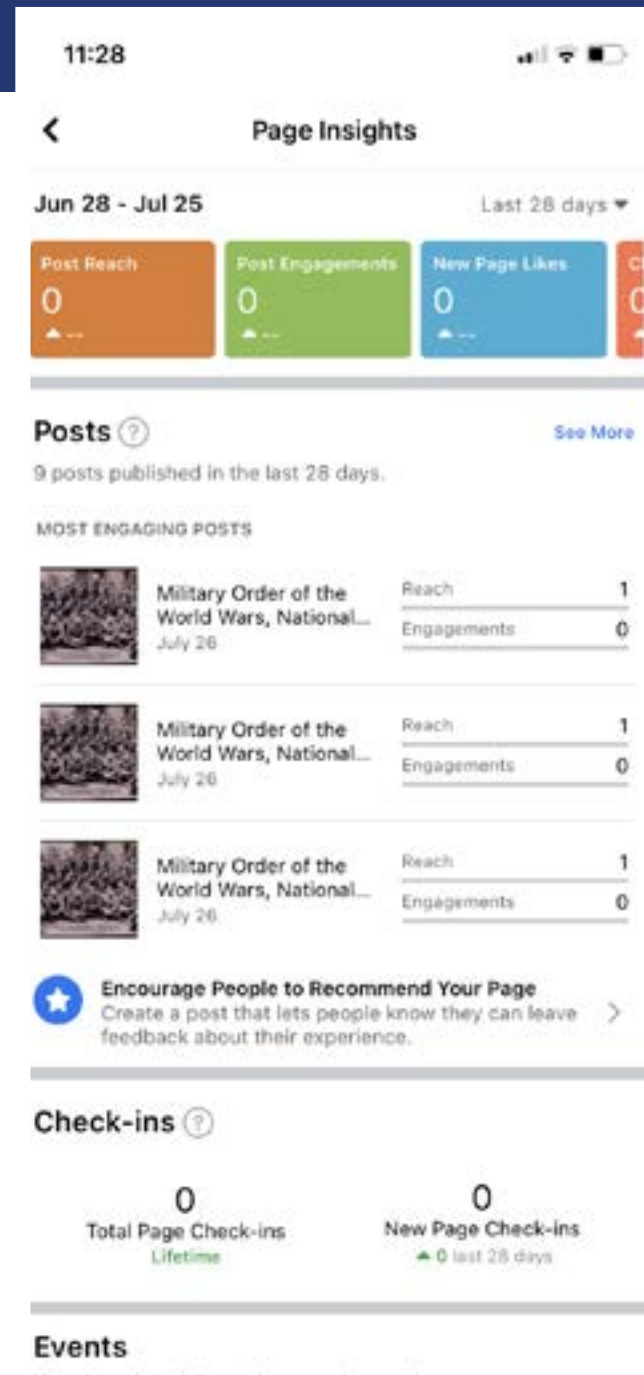 11:28
Page Insights
Jun 28 - Jul 25
Last 28 days
Post Reach
0
--
Post Engagements
0
--
New Page Likes
0
--
Posts
?
See More
9 posts published in the last 28 days.
MOST ENGAGING POSTS
Military Order of the
World Wars, National...
July 26
Reach 1
Engagements 0
Military Order of the
World Wars, National...
July 26
Reach 1
Engagements 0
Military Order of the
World Wars, National...
July 26
Reach 1
Engagements 0
Encourage People to Recommend Your Page
Create a post that lets people know they can leave
feedback about their experience.
Check-ins
?
0
Total Page Check-ins
Lifetime
0
New Page Check-ins
0 last 28 days
Events